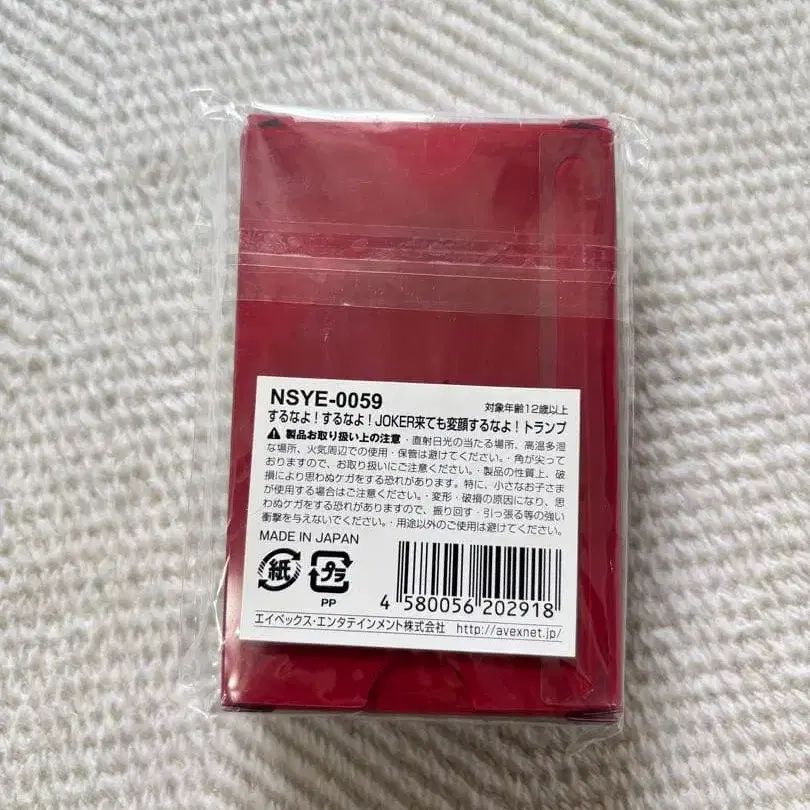 NSYE-0059
対象年齢12歳以上
するなよ！するなよ！JOKER来ても変顔するなよ！トランプ
製品お取り扱い上の注意 ・直射日光の当たる場所、高温多湿
な場所、火気周辺での使用・保管は避けてください。・角が尖って
おりますので、お取り扱いにご注意ください。・製品の性質上、破
損により思わぬケガをする恐れがあります。特に、小さなお子さま
が使用する場合はご注意ください。・変形・破損の原因になり、思
わぬケガをする恐れがありますので、振り回す・引っ張る等の強い
衝撃を与えないでください。・用途以外のご使用は避けてください。
MADE IN JAPAN
紙
プラ
PP
4 580056 202918
エイベックス・エンタテインメント株式会社 http://avexnet.jp/